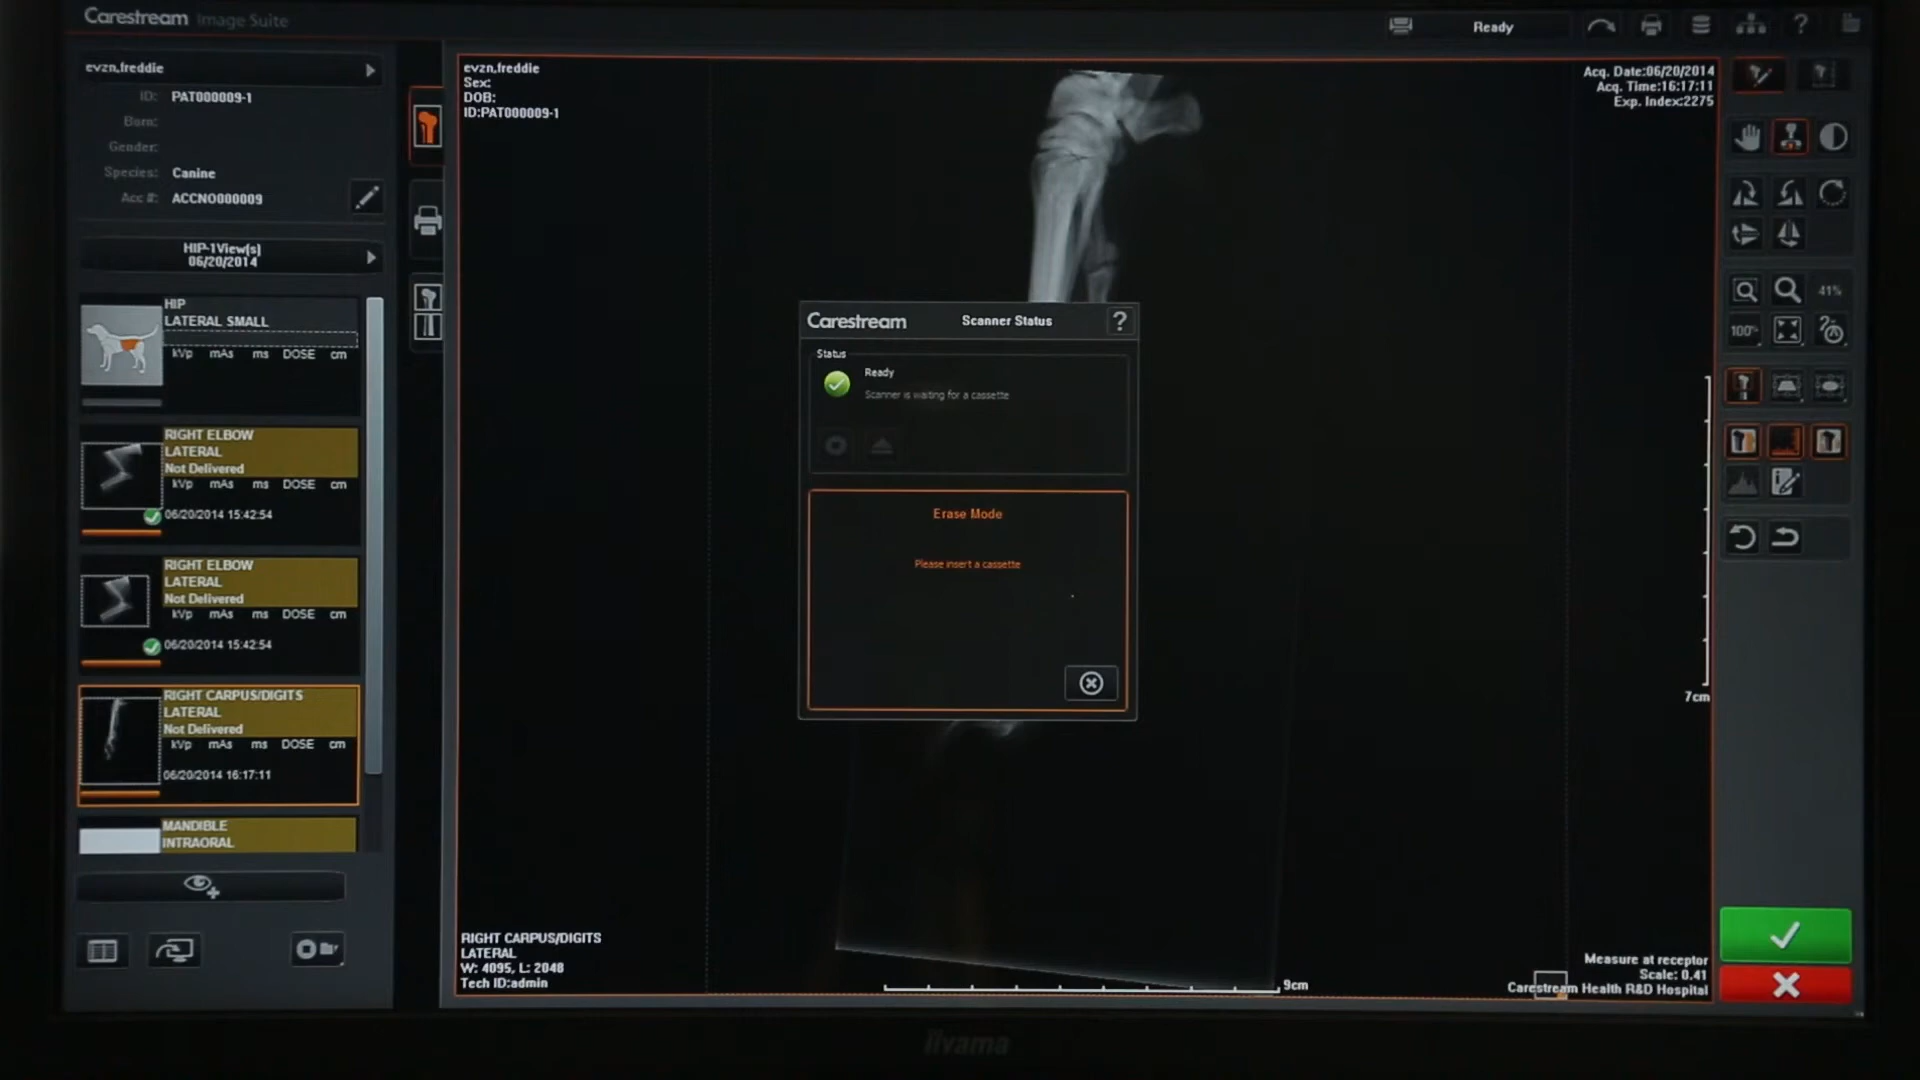 Carestream Image Suite
Ready
evzn,freddie
ID: PAT000009-1
Born:
Gender:
Species: Canine
Acc #: ACCNO000009
HIP-1View(s)
06/20/2014
HIP
LATERAL SMALL
kVp mAs ms DOSE cm
RIGHT ELBOW
LATERAL
Not Delivered
kVp mAs ms DOSE cm
06/20/2014 15:42:54
RIGHT ELBOW
LATERAL
Not Delivered
kVp mAs ms DOSE cm
06/20/2014 15:42:54
RIGHT CARPUS/DIGITS
LATERAL
Not Delivered
kVp mAs ms DOSE cm
06/20/2014 16:17:11
MANDIBLE
INTRAORAL
evzn,freddie
Sex:
DOB:
ID:PAT000009-1
Acq. Date:06/20/2014
Acq. Time:16:17:11
Exp. Index:2275
Carestream Scanner Status ?
Status
Ready
Scanner is waiting for a cassette
Erase Mode
Please insert a cassette
7cm
9cm
RIGHT CARPUS/DIGITS
LATERAL
W: 4095, L: 2048
Tech ID:admin
Measure at receptor
Scale: 0.41
Carestream Health R&D Hospital
?
41%
100%
iiyama